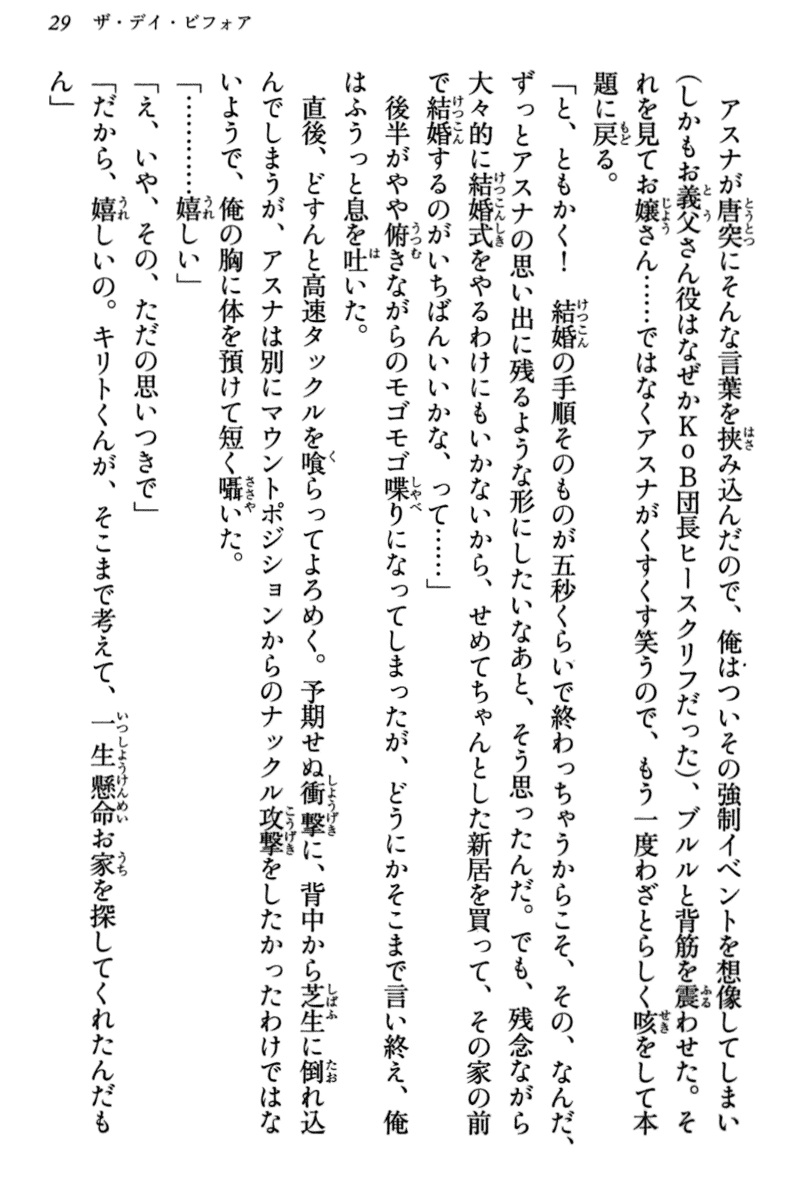 29 ザ・デイ・ビフォア
アスナが唐突にそんな言葉を挟み込んだので、俺はついその強制イベントを想像してしまい
(しかもお義父さん役はなぜかKoB団長ヒースクリフだった)、ブルルと背筋を震わせた。そ
れを見てお嬢さん……ではなくアスナがくすくす笑うので、もう一度わざとらしく咳をして本
題に戻る。
「と、ともかく! 結婚の手順そのものが五秒くらいで終わっちゃうからこそ、その、なんだ、
ずっとアスナの思い出に残るような形にしたいなあと、そう思ったんだ。でも、残念ながら
大々的に結婚式をやるわけにもいかないから、せめてちゃんとした新居を買って、その家の前
で結婚するのがいちばんいいかな、って……」
後半がやや俯きながらのモゴモゴ喋りになってしまったが、どうにかそこまで言い終え、俺
はふうっと息を吐いた。
直後、どすんと高速タックルを喰らってよろめく。予期せぬ衝撃に、背中から芝生に倒れ込
んでしまうが、アスナは別にマウントポジションからのナックル攻撃をしたかったわけではな
いようで、俺の胸に体を預けて短く囁いた。
「…………嬉しい」
「え、いや、その、ただの思いつきで」
「だから、嬉しいの。キリトくんが、そこまで考えて、一生懸命お家を探してくれたんだも
ん」